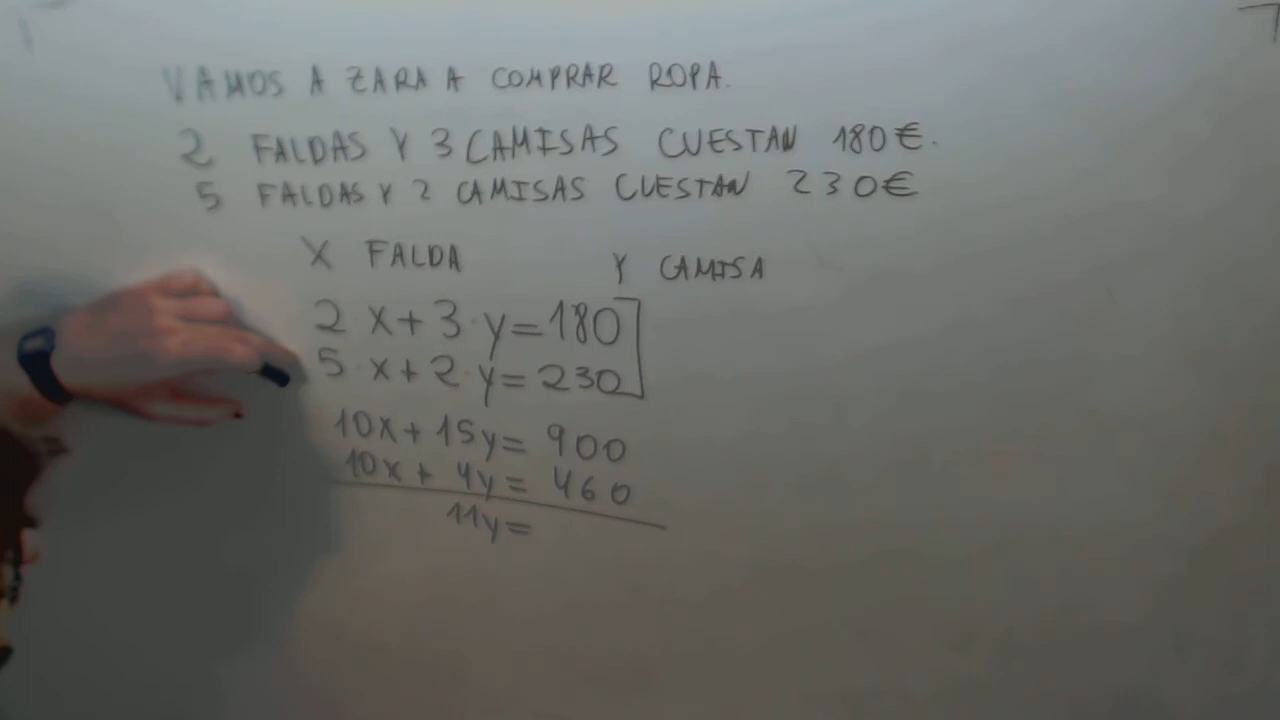 VAMOS A ZARA A COMPRAR ROPA.
2 FALDAS Y 3 CAMISAS CUESTAN 180€.
5 FALDAS Y 2 CAMISAS CUESTAN 230€
X FALDA Y CAMISA
2 x+3·y=180
5·x+2·y=230
10x+15y=900
10x+4y=460
11y=